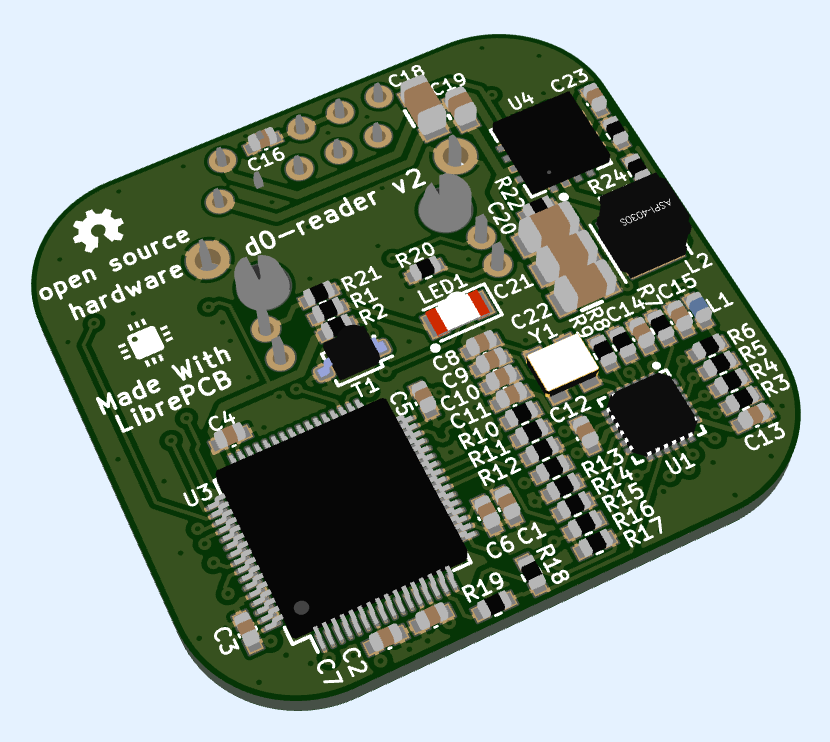 C18
C19
C23
U4
C16
R24
R22
C20
ASPI-4030S
dO-reader v2
open source
hardware
L2
R20
C21
LED1
R21
R1
R2
C22
Y1
R9
R8
C14
R7
C15
L1
Made With
LibrePCB
T1
C8
C9
C10
C11
C5
R6
R5
R4
R3
C13
C12
C4
R10
R11
R12
U1
U3
R13
R14
R15
R16
R17
C6
C1
R18
R19
C3
C2
C7